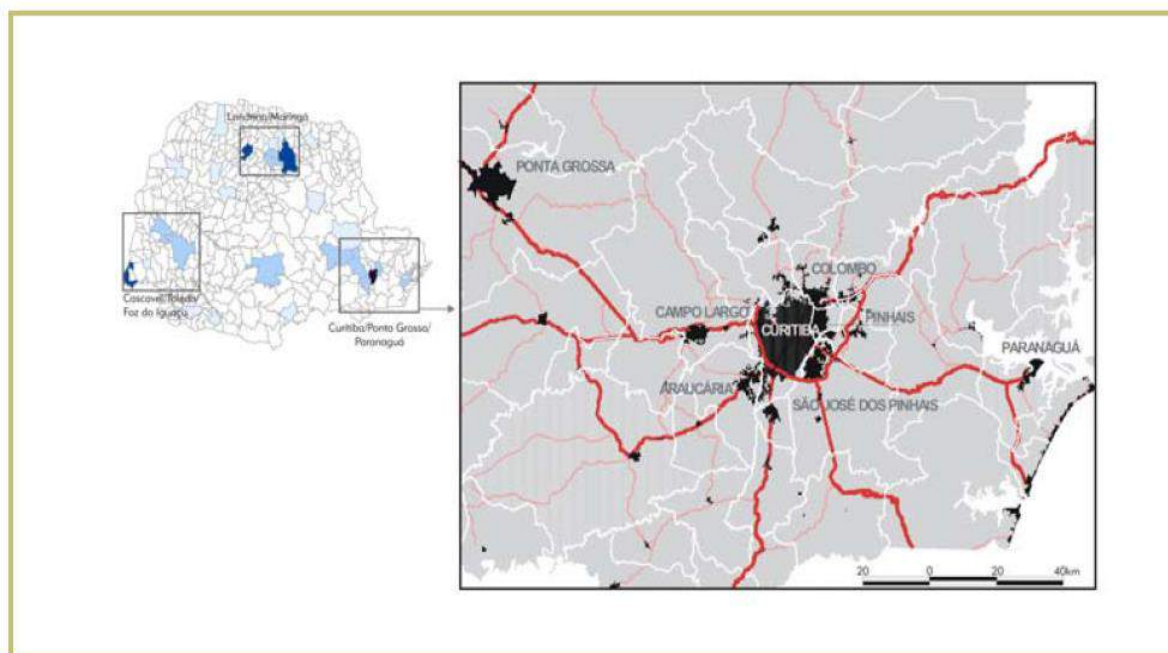 Londrina/Maringá
Cascavel/Toledo/
Foz do Iguaçu
Curitiba/Ponto Grossa/
Paranaguá
PONTA GROSSA
COLOMBO
CAMPO LARGO
CURITIBA
PINHAIS
PARANAGUÁ
ARAUCÁRIA
SÃO JOSÉ DOS PINHAIS
20 0 20 40km